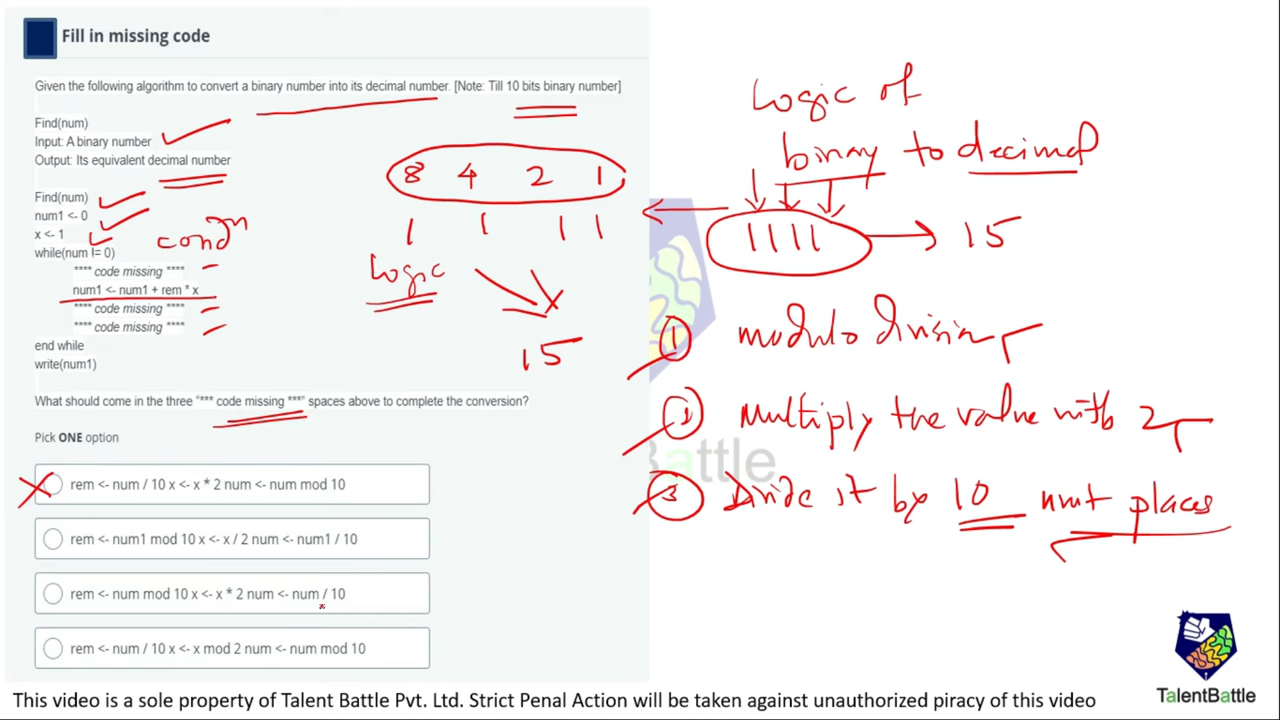 Fill in missing code
Given the following algorithm to convert a binary number into its decimal number. [Note: Till 10 bits binary number]
Find(num)
Input: A binary number
Output: Its equivalent decimal number
Find(num)
num1 <- 0
x <- 1
while(num != 0)
**** code missing ****
num1 <- num1 + rem * x
**** code missing ****
**** code missing ****
end while
write(num1)
What should come in the three "*** code missing ***" spaces above to complete the conversion?
Pick ONE option
rem <- num / 10 x <- x * 2 num <- num mod 10
rem <- num1 mod 10 x <- x / 2 num <- num1 / 10
rem <- num mod 10 x <- x * 2 num <- num / 10
rem <- num / 10 x <- x mod 2 num <- num mod 10
condn
8 4 2 1
1 1 1 1
Logic
15
Logic of
binary to decimal
1111 → 15
1 modulo division
2 Multiply the value with 2
3 Divide it by 10 places
TalentBattle
This video is a sole property of Talent Battle Pvt. Ltd. Strict Penal Action will be taken against unauthorized piracy of this video